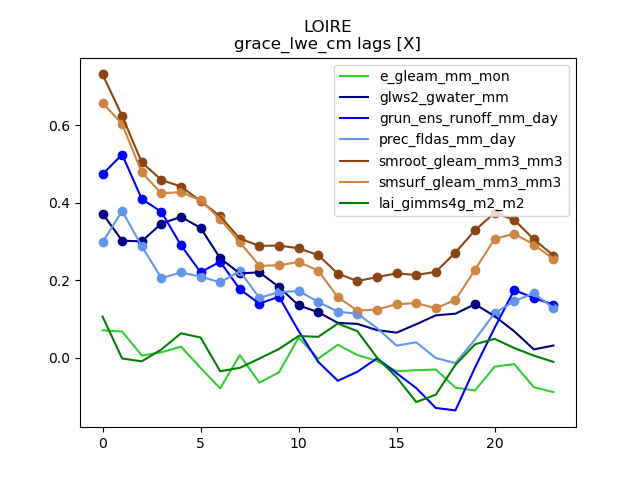 LOIRE
grace_lwe_cm lags [X]
e_gleam_mm_mon
glws2_gwater_mm
grun_ens_runoff_mm_day
prec_fldas_mm_day
smroot_gleam_mm3_mm3
smsurf_gleam_mm3_mm3
lai_gimms4g_m2_m2
0.6
0.4
0.2
0.0
0 5 10 15 20